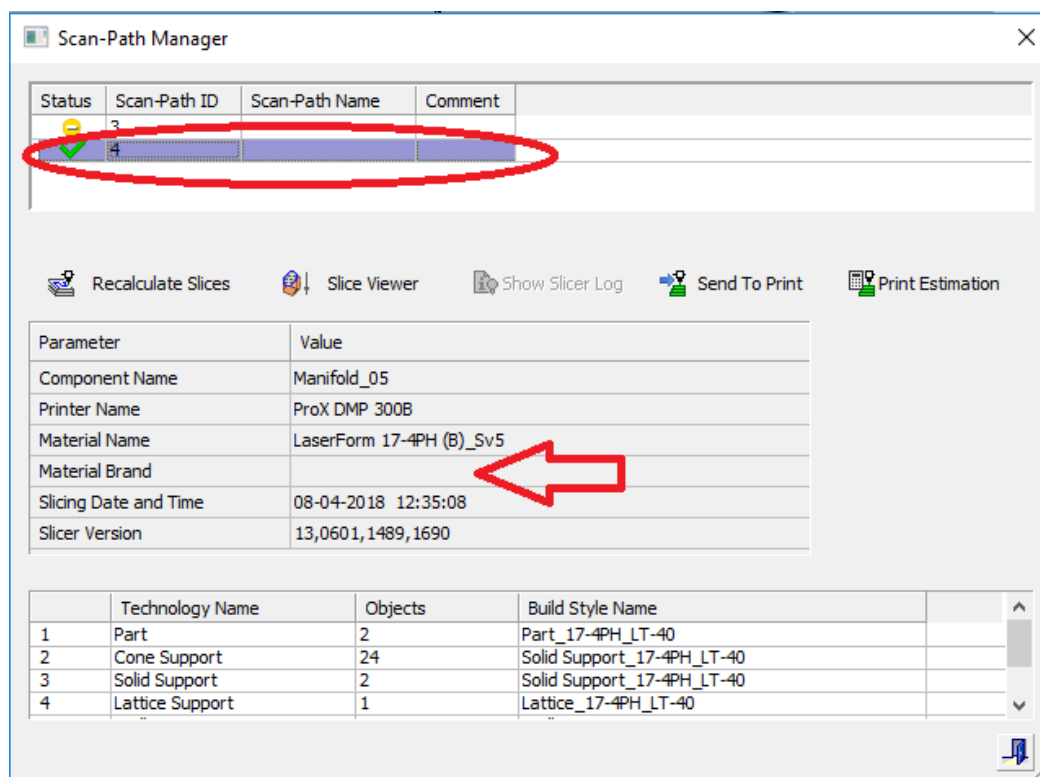 Scan-Path Manager
Status Scan-Path ID Scan-Path Name Comment
3
4
Recalculate Slices Slice Viewer Show Slicer Log Send To Print Print Estimation
Parameter Value
Component Name Manifold_05
Printer Name ProX DMP 300B
Material Name LaserForm 17-4PH (B)_Sv5
Material Brand
Slicing Date and Time 08-04-2018 12:35:08
Slicer Version 13,0601,1489,1690
Technology Name Objects Build Style Name
1 Part 2 Part_17-4PH_LT-40
2 Cone Support 24 Solid Support_17-4PH_LT-40
3 Solid Support 2 Solid Support_17-4PH_LT-40
4 Lattice Support 1 Lattice_17-4PH_LT-40